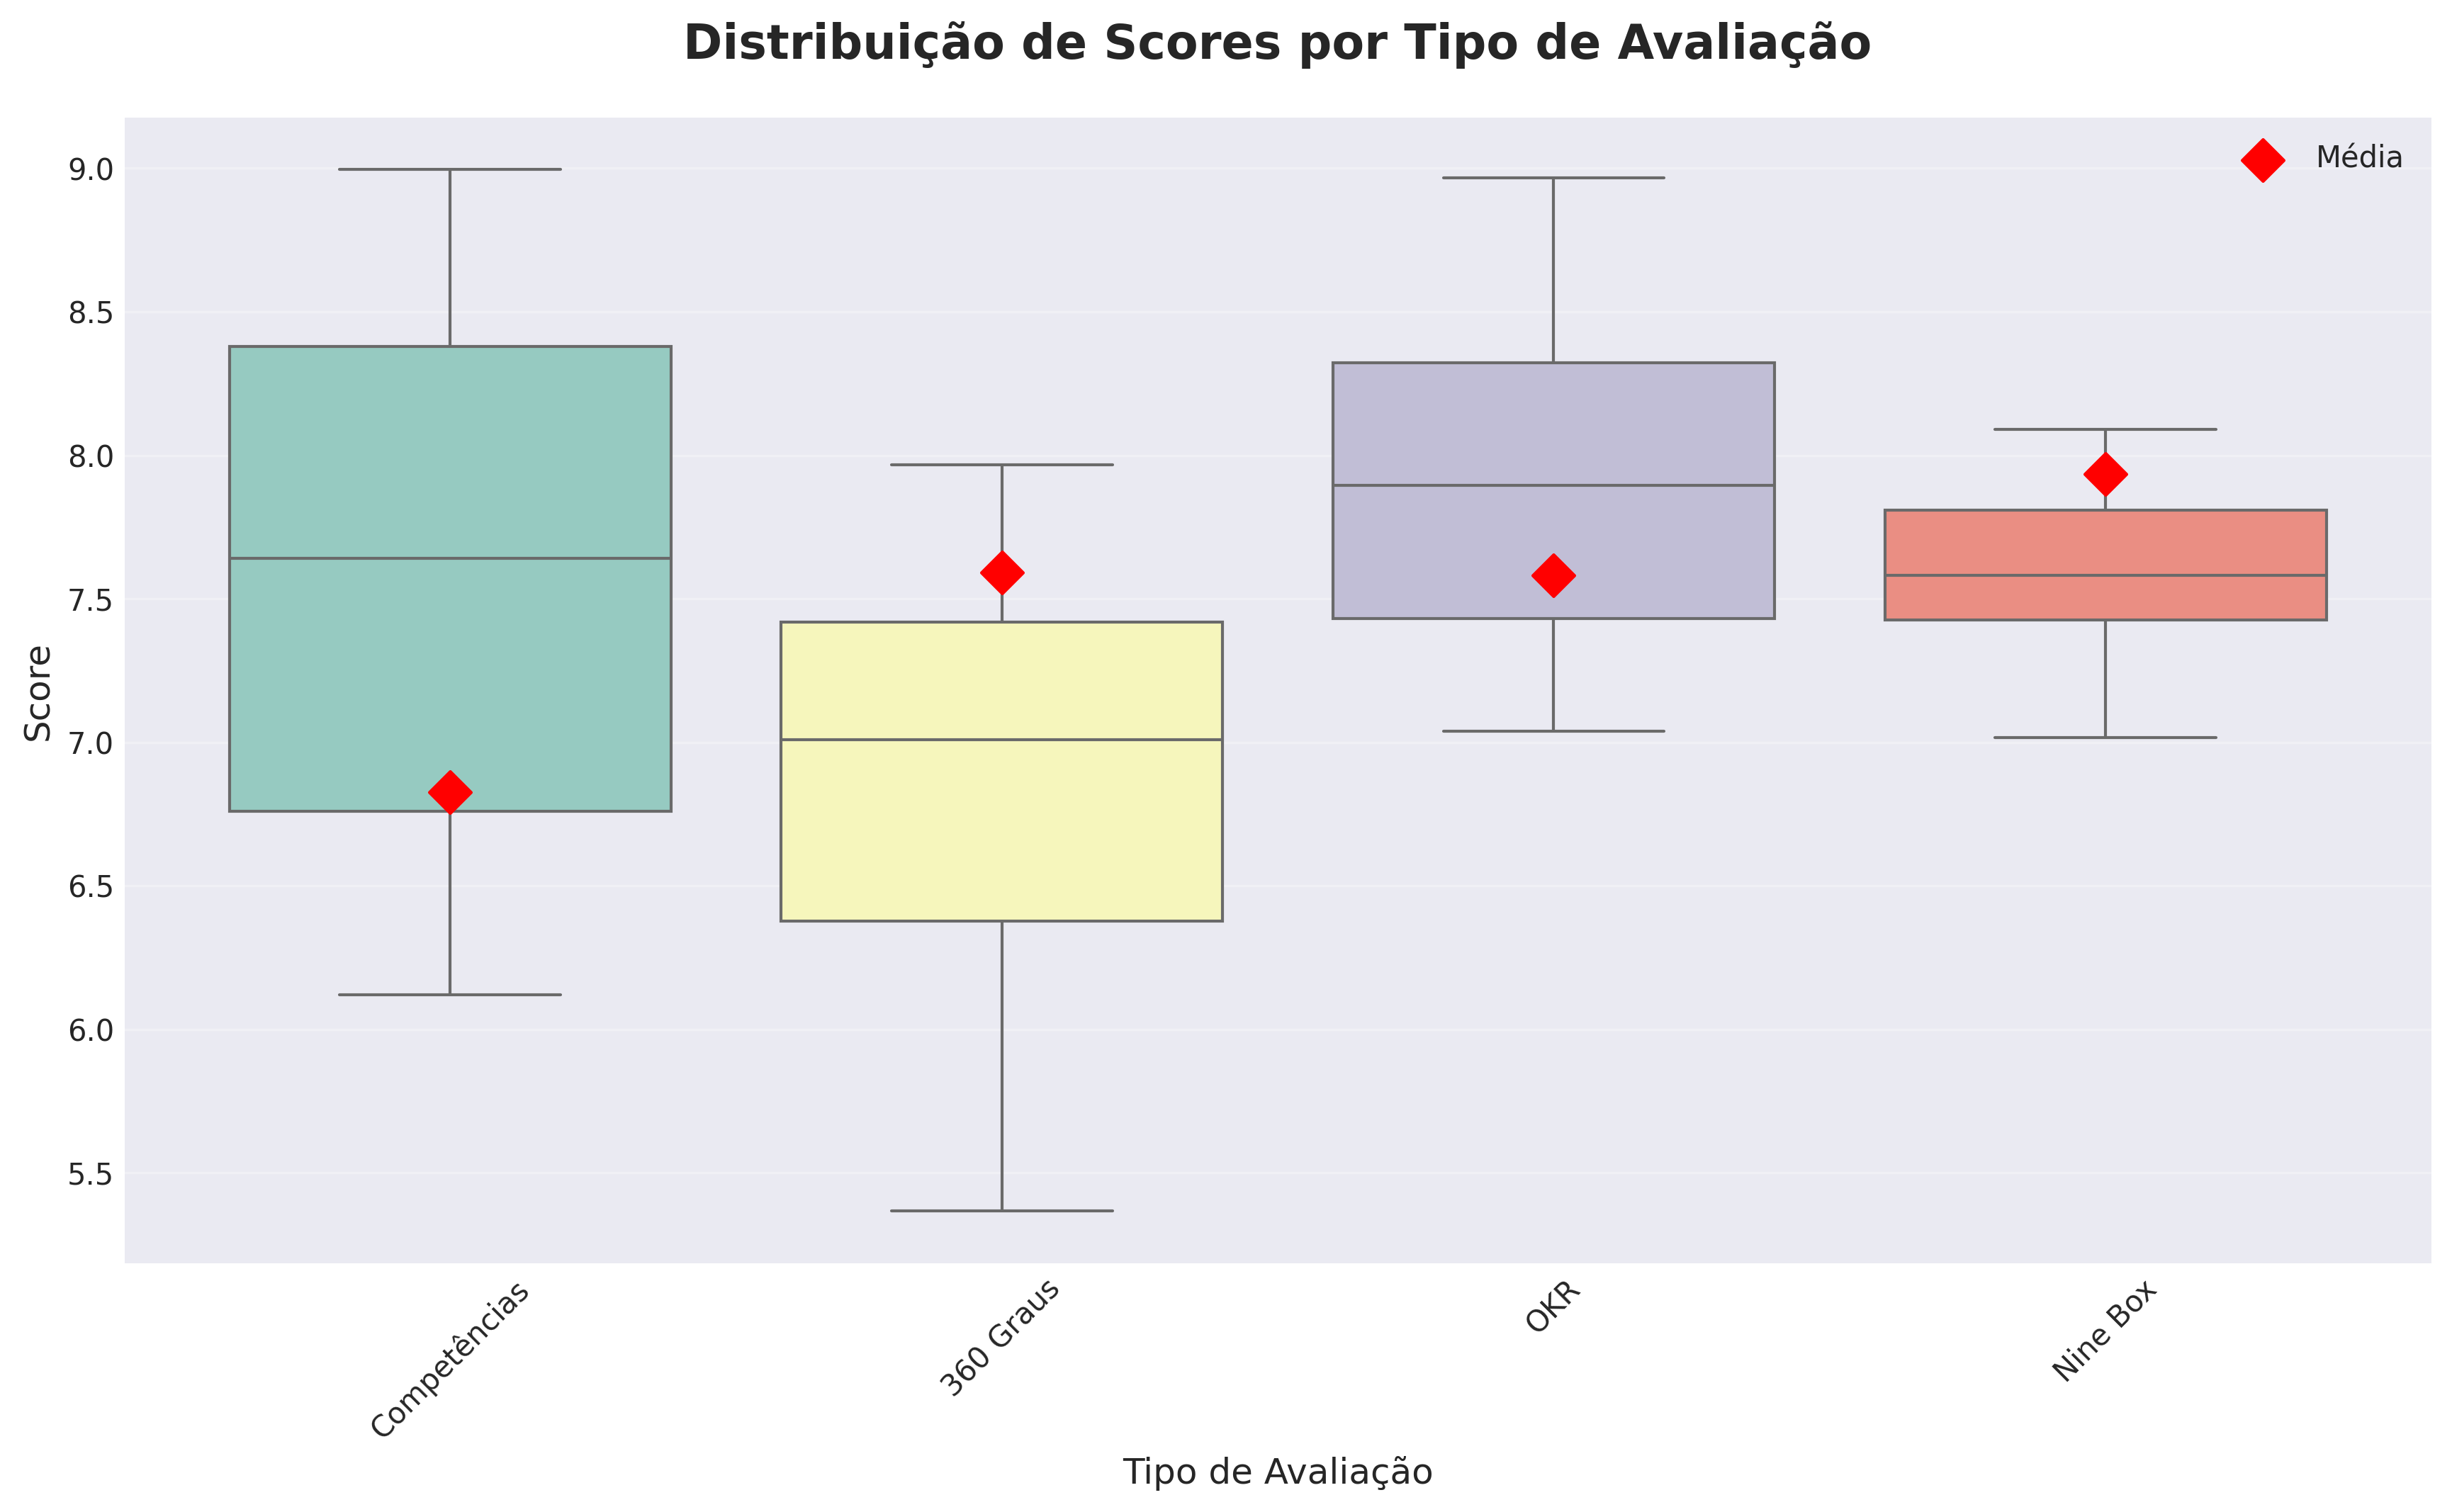 Distribuição de Scores por Tipo de Avaliação
Média
9.0
8.5
8.0
7.5
7.0
6.5
6.0
5.5
Score
Competências
360 Graus
OKR
Nine Box
Tipo de Avaliação